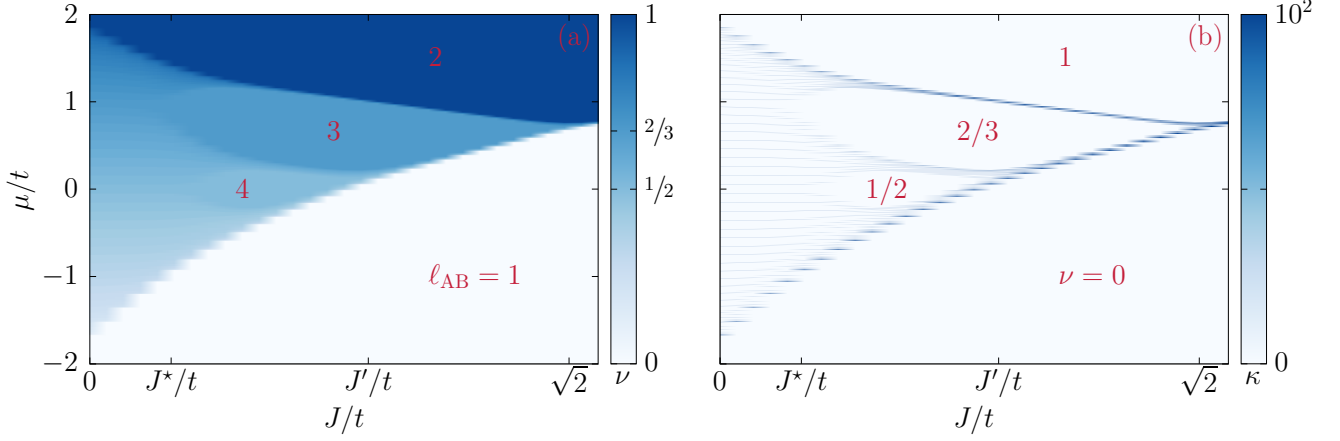 2
1
0
−1
−2
μ/t
0
J⋆/t
J′/t
√2
J/t
(a)
2
3
4
ℓAB = 1
1
2/3
1/2
0
ν
(b)
1
2/3
1/2
ν = 0
0
J⋆/t
J′/t
√2
J/t
10²
0
κ